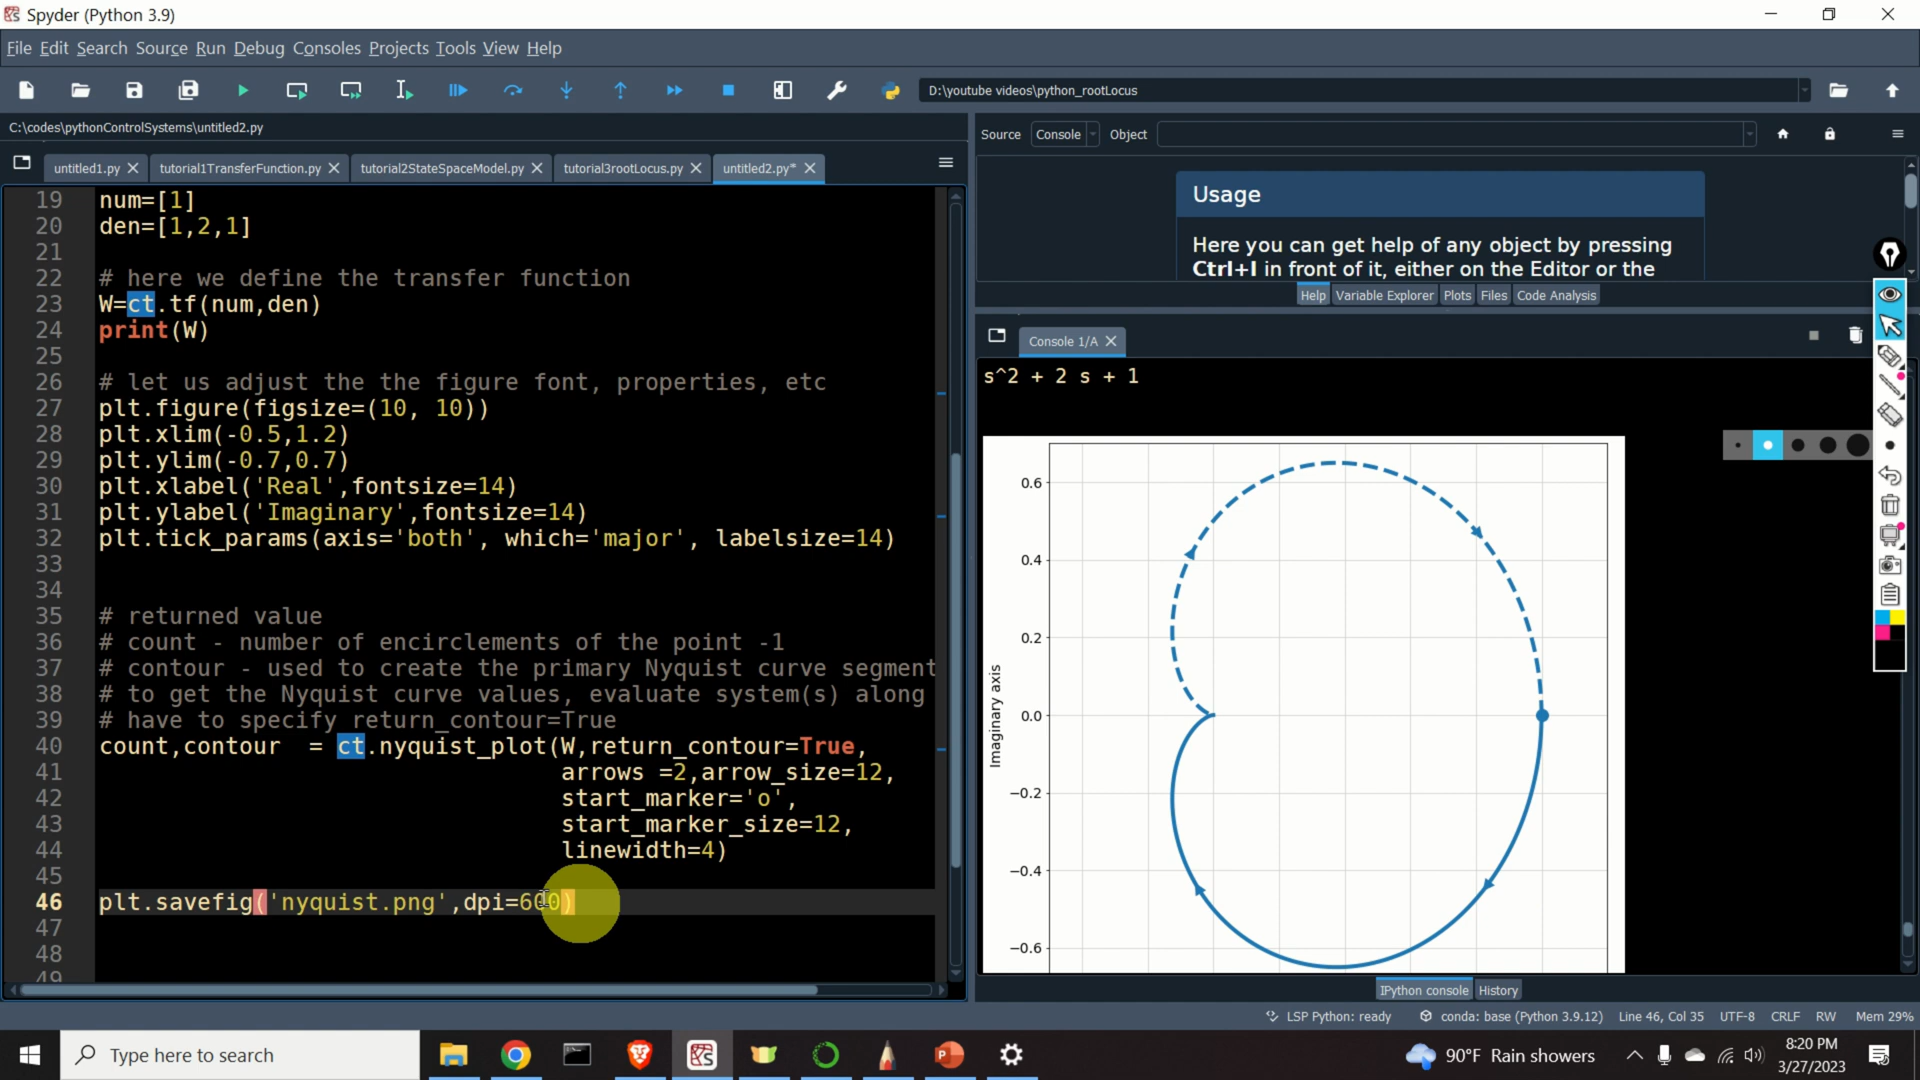 Spyder (Python 3.9)
File Edit Search Source Run Debug Consoles Projects Tools View Help
D:\youtube videos\python_rootLocus
C:\codes\pythonControlSystems\untitled2.py
untitled1.py
tutorial1TransferFunction.py
tutorial2StateSpaceModel.py
tutorial3rootLocus.py
untitled2.py*
19 num=[1]
20 den=[1,2,1]
21
22 # here we define the transfer function
23 W=ct.tf(num,den)
24 print(W)
25
26 # let us adjust the the figure font, properties, etc
27 plt.figure(figsize=(10, 10))
28 plt.xlim(-0.5,1.2)
29 plt.ylim(-0.7,0.7)
30 plt.xlabel('Real',fontsize=14)
31 plt.ylabel('Imaginary',fontsize=14)
32 plt.tick_params(axis='both', which='major', labelsize=14)
33
34
35 # returned value
36 # count - number of encirclements of the point -1
37 # contour - used to create the primary Nyquist curve segment
38 # to get the Nyquist curve values, evaluate system(s) along
39 # have to specify return_contour=True
40 count,contour = ct.nyquist_plot(W,return_contour=True,
41 arrows =2,arrow_size=12,
42 start_marker='o',
43 start_marker_size=12,
44 linewidth=4)
45
46 plt.savefig('nyquist.png',dpi=600)
47
48
49
Source Console Object
Usage
Here you can get help of any object by pressing
Ctrl+I in front of it, either on the Editor or the
Help Variable Explorer Plots Files Code Analysis
Console 1/A
s^2 + 2 s + 1
0.6
0.4
0.2
0.0
−0.2
−0.4
−0.6
Imaginary axis
IPython console History
LSP Python: ready conda: base (Python 3.9.12) Line 46, Col 35 UTF-8 CRLF RW Mem 29%
Type here to search
90°F Rain showers
8:20 PM
3/27/2023